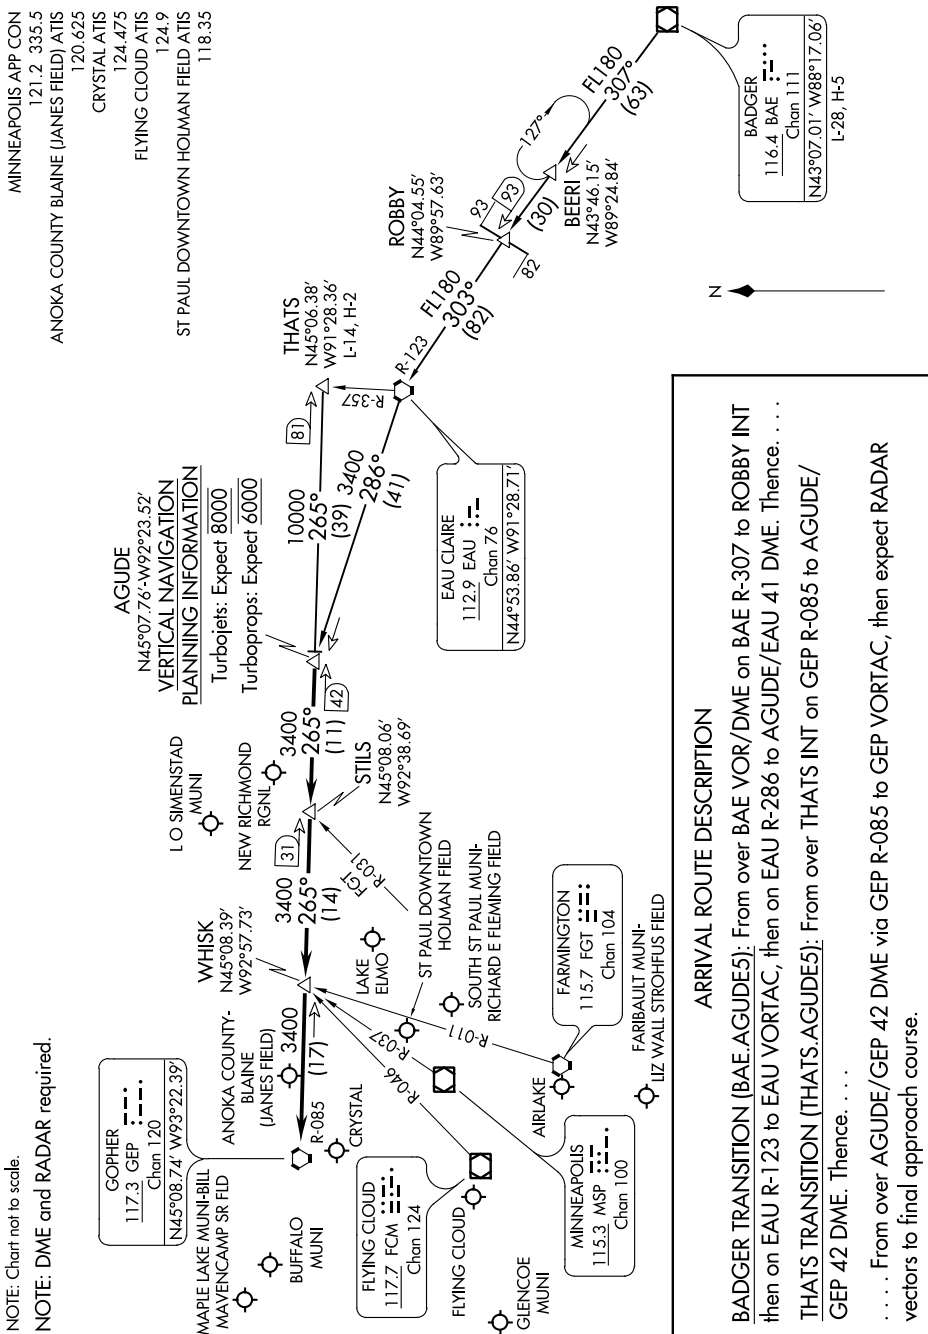 NOTE: Chart not to scale.
NOTE: DME and RADAR required.
MINNEAPOLIS APP CON
121.2 335.5
ANOKA COUNTY BLAINE (JANES FIELD) ATIS
120.625
CRYSTAL ATIS
124.475
FLYING CLOUD ATIS
124.9
ST PAUL DOWNTOWN HOLMAN FIELD ATIS
118.35
GOPHER
117.3 GEP
Chan 120
N45°08.74' W93°22.39'
MAPLE LAKE MUNI-BILL
MAVENCAMP SR FLD
BUFFALO
MUNI
ANOKA COUNTY-
BLAINE
(JANES FIELD)
R-085
CRYSTAL
3400
(17)
WHISK
N45°08.39'
W92°57.73'
3400
265°
(14)
31
L O SIMENSTAD
MUNI
NEW RICHMOND
RGNL
STILS
N45°08.06'
W92°38.69'
3400
265°
(11)
42
AGUDE
N45°07.76'-W92°23.52'
VERTICAL NAVIGATION
PLANNING INFORMATION
Turbojets: Expect 8000
Turboprops: Expect 6000
10000
265°
(39)
81
THATS
N45°06.38'
W91°28.36'
L-14, H-2
R-357
3400
286°
(41)
EAU CLAIRE
112.9 EAU
Chan 76
N44°53.86' W91°28.71'
R-123
FL180
303°
(82)
ROBBY
N44°04.55'
W89°57.63'
93
93
82
(30)
BEERI
N43°46.15'
W89°24.84'
127°
FL180
307°
(63)
BADGER
116.4 BAE
Chan 111
N43°07.01' W88°17.06'
L-28, H-5
N
FGT
R-031
LAKE
ELMO
ST PAUL DOWNTOWN
HOLMAN FIELD
SOUTH ST PAUL MUNI-
RICHARD E FLEMING FIELD
R-011
R-037
R-046
FLYING CLOUD
117.7 FCM
Chan 124
FLYING CLOUD
GLENCOE
MUNI
MINNEAPOLIS
115.3 MSP
Chan 100
AIRLAKE
FARMINGTON
115.7 FGT
Chan 104
FARIBAULT MUNI-
LIZ WALL STROHFUS FIELD
ARRIVAL ROUTE DESCRIPTION
BADGER TRANSITION (BAE.AGUDE5): From over BAE VOR/DME on BAE R-307 to ROBBY INT
then on EAU R-123 to EAU VORTAC, then on EAU R-286 to AGUDE/EAU 41 DME. Thence. . . .
THATS TRANSITION (THATS.AGUDE5): From over THATS INT on GEP R-085 to AGUDE/
GEP 42 DME. Thence. . . .
. . . . From over AGUDE/GEP 42 DME via GEP R-085 to GEP VORTAC, then expect RADAR
vectors to final approach course.